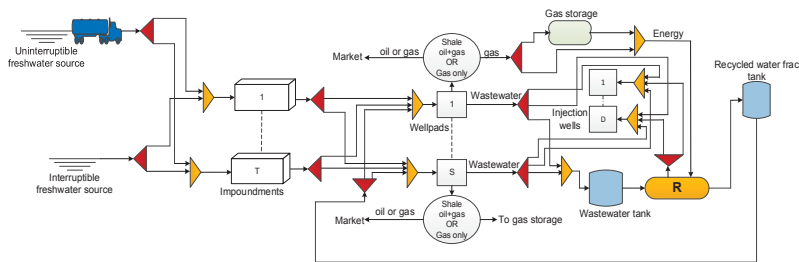 Uninterruptible
freshwater source
Interruptible
freshwater source
1
T
Impoundments
Market
oil or gas
Shale
oil+gas
OR
Gas only
gas
Gas storage
Energy
1
Wellpads
Wastewater
1
Injection
wells
D
S
Wastewater
Market
oil or gas
Shale
oil+gas
OR
Gas only
To gas storage
Wastewater tank
R
Recycled water frac
tank